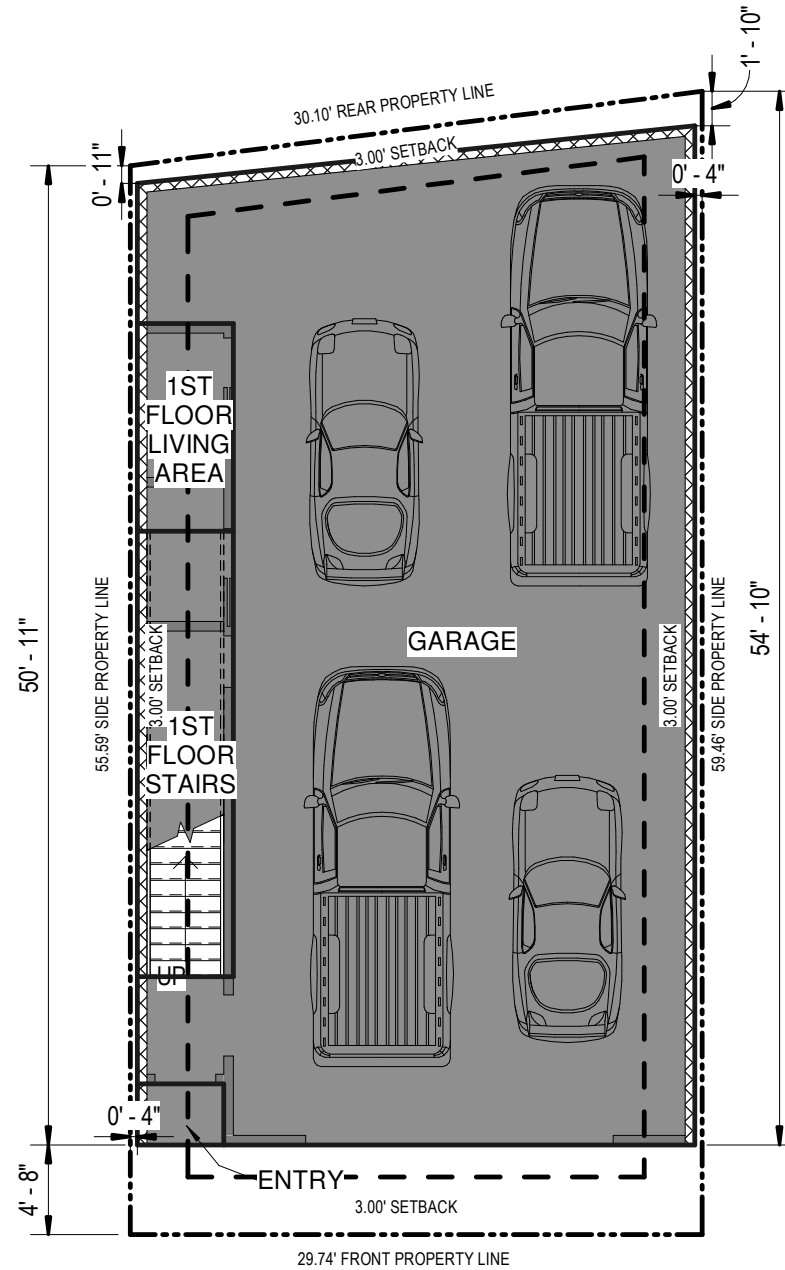 1' - 10"
30.10' REAR PROPERTY LINE
3.00' SETBACK
0' - 11"
0' - 4"
1ST
FLOOR
LIVING
AREA
50' - 11"
55.59' SIDE PROPERTY LINE
3.00' SETBACK
GARAGE
3.00' SETBACK
59.46' SIDE PROPERTY LINE
54' - 10"
1ST
FLOOR
STAIRS
UP
0' - 4"
4' - 8"
ENTRY
3.00' SETBACK
29.74' FRONT PROPERTY LINE